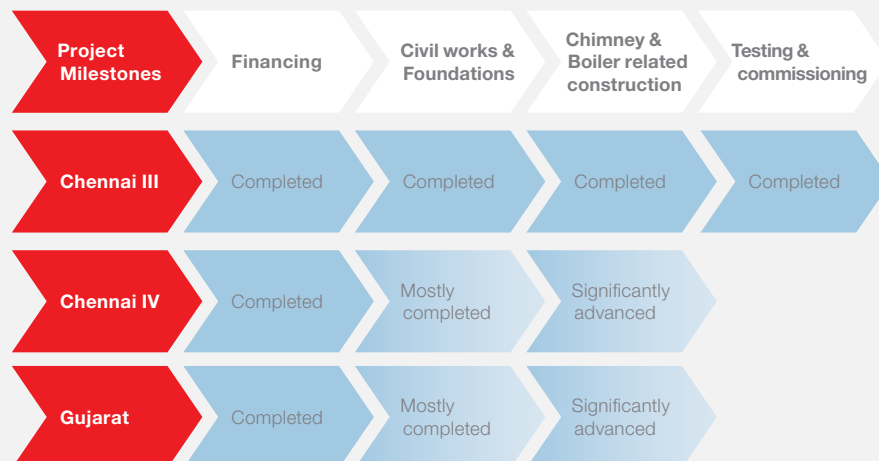 Project
Milestones
Financing
Civil works &
Foundations
Chimney &
Boiler related
construction
Testing &
commissioning
Chennai III
Completed
Completed
Completed
Completed
Chennai IV
Completed
Mostly
completed
Significantly
advanced
Gujarat
Completed
Mostly
completed
Significantly
advanced